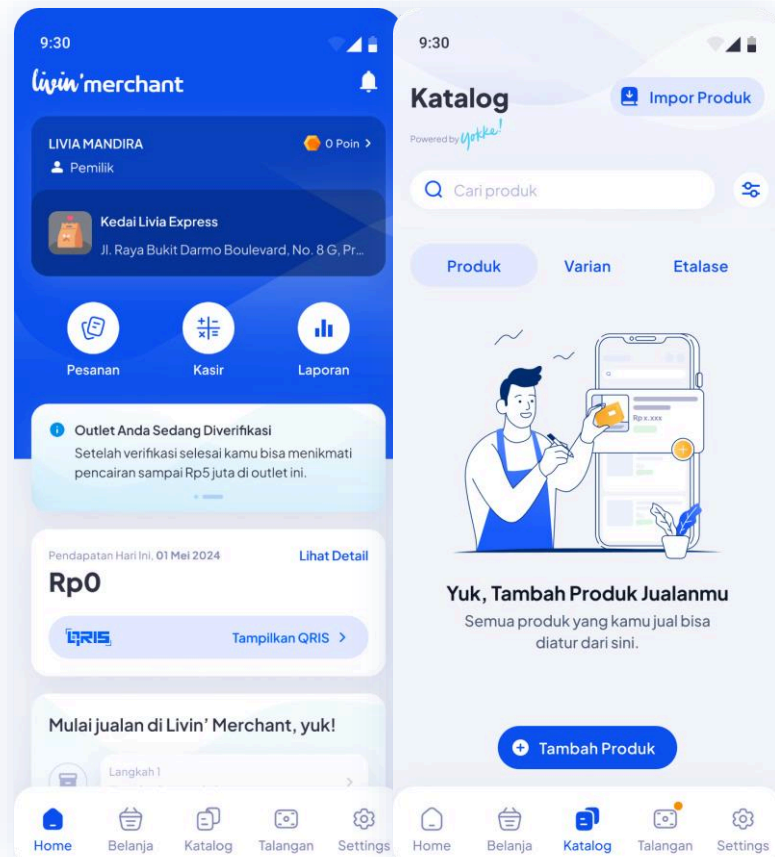 9:30
livin'merchant
LIVIA MANDIRA
0 Poin >
Pemilik
Kedai Livia Express
Jl. Raya Bukit Darmo Boulevard, No. 8 G, Pr...
Pesanan
Kasir
Laporan
Outlet Anda Sedang Diverifikasi
Setelah verifikasi selesai kamu bisa menikmati
pencairan sampai Rp5 juta di outlet ini.
Pendapatan Hari Ini, 01 Mei 2024
Lihat Detail
Rp0
QRIS
Tampilkan QRIS >
Mulai jualan di Livin' Merchant, yuk!
Langkah 1
Home
Belanja
Katalog
Talangan
Settings
9:30
Katalog
Impor Produk
Powered by yokke!
Cari produk
Produk
Varian
Etalase
Rp x.xxx
Yuk, Tambah Produk Jualanmu
Semua produk yang kamu jual bisa
diatur dari sini.
Tambah Produk
Home
Belanja
Katalog
Talangan
Settings